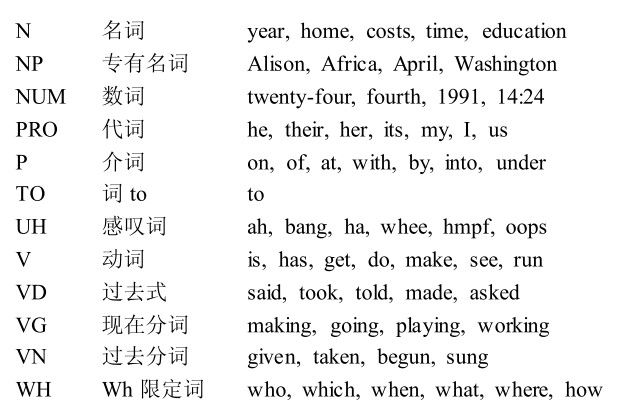 N 名词 year, home, costs, time, education
NP 专有名词 Alison, Africa, April, Washington
NUM 数词 twenty-four, fourth, 1991, 14:24
PRO 代词 he, their, her, its, my, I, us
P 介词 on, of, at, with, by, into, under
TO 词 to to
UH 感叹词 ah, bang, ha, whee, hmpf, oops
V 动词 is, has, get, do, make, see, run
VD 过去式 said, took, told, made, asked
VG 现在分词 making, going, playing, working
VN 过去分词 given, taken, begun, sung
WH Wh 限定词 who, which, when, what, where, how